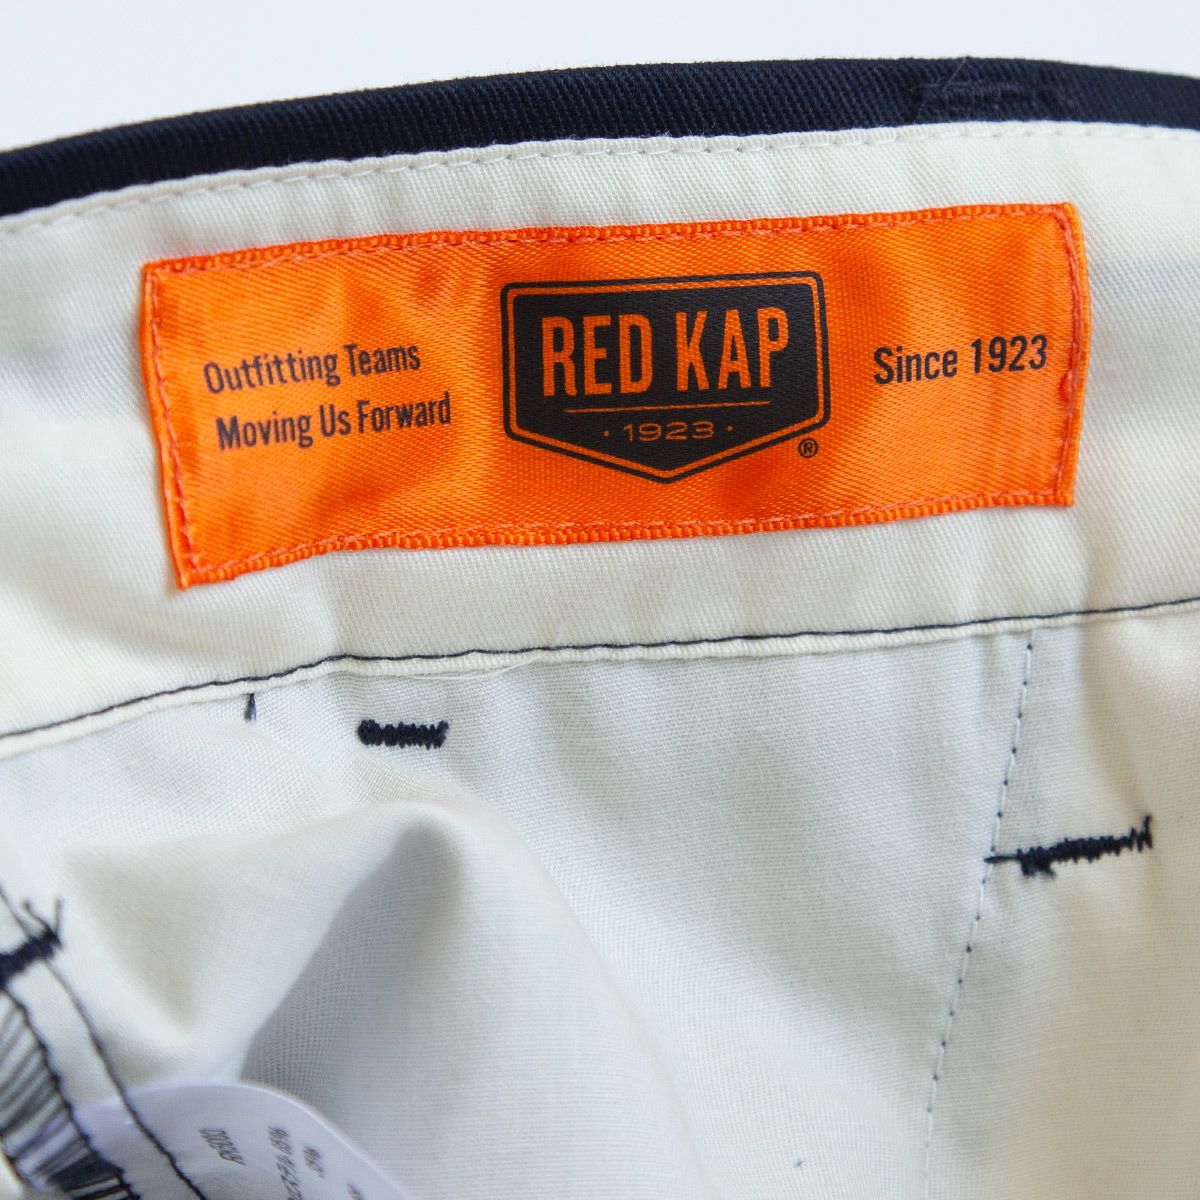 Outfitting Teams
Moving Us Forward
RED KAP
· 1923 ·
®
Since 1923